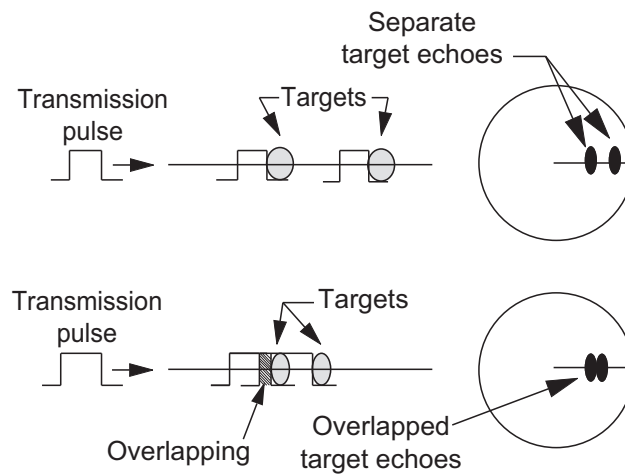 Separate
target echoes
Transmission
pulse
Targets
Transmission
pulse
Targets
Overlapping
Overlapped
target echoes